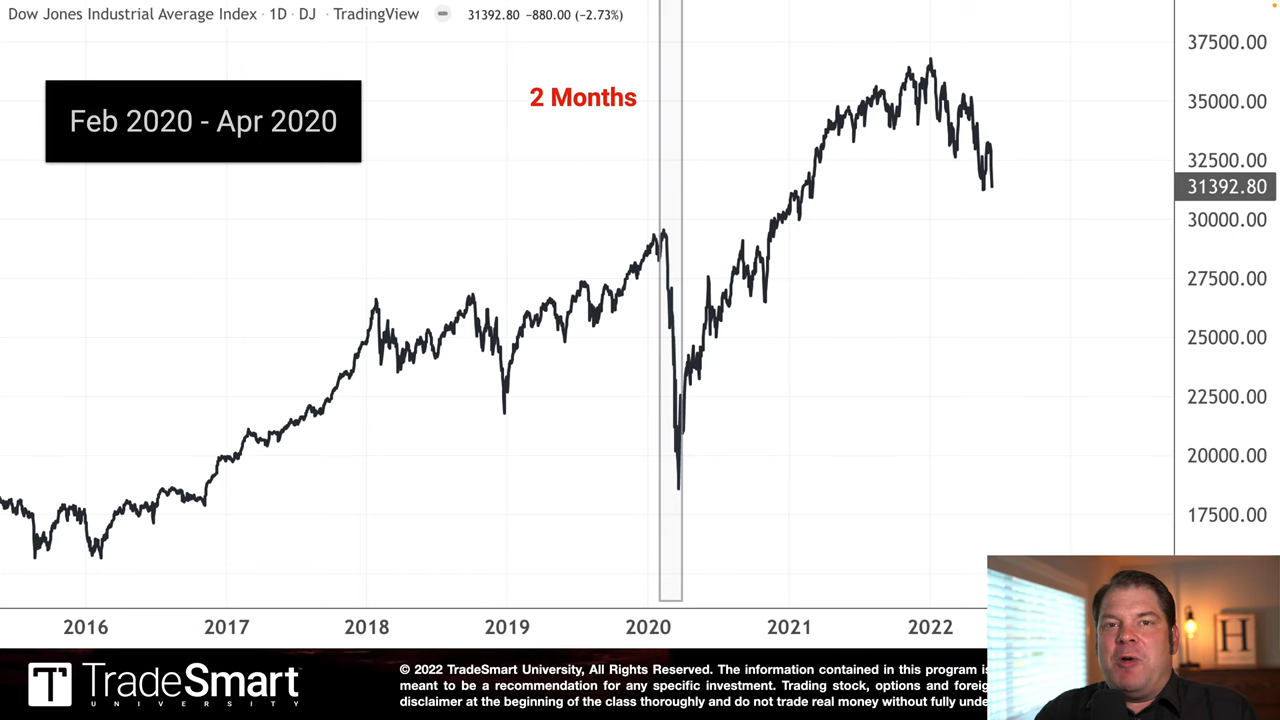 Dow Jones Industrial Average Index · 1D · DJ · TradingView 31392.80 −880.00 (−2.73%)
37500.00
Feb 2020 - Apr 2020
2 Months
35000.00
32500.00
31392.80
30000.00
27500.00
25000.00
22500.00
20000.00
17500.00
2016 2017 2018 2019 2020 2021 2022
H
TradeSmart
UNIVERSITY
© 2022 TradeSmart University, All Rights Reserved. The information contained in this program is
meant to be a recommendation for any specific investment. Trading stock, options and foreig
disclaimer at the beginning of the class thoroughly and do not trade real money without fully unde